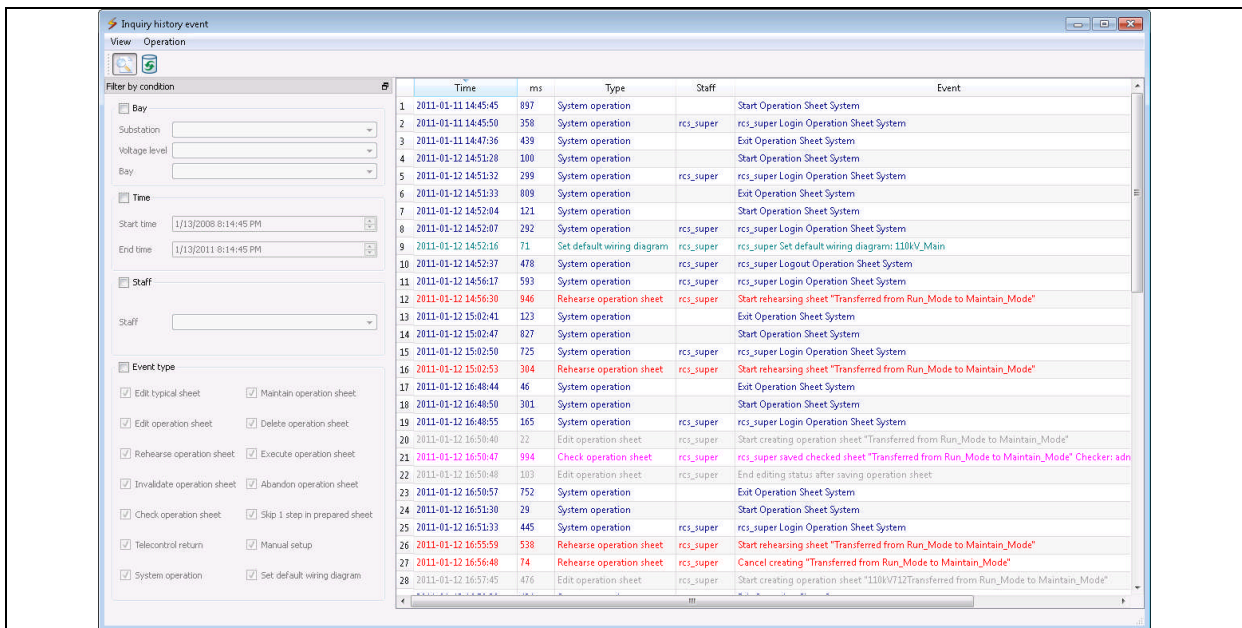 Inquiry history event
View Operation
Filter by condition
Bay
Substation
Voltage level
Bay
Time
Start time 1/13/2008 8:14:45 PM
End time 1/13/2011 8:14:45 PM
Staff
Staff
Event type
Edit typical sheet Maintain operation sheet
Edit operation sheet Delete operation sheet
Rehearse operation sheet Execute operation sheet
Invalidate operation sheet Abandon operation sheet
Check operation sheet Skip 1 step in prepared sheet
Telecontrol return Manual setup
System operation Set default wiring diagram
Time ms Type Staff Event
1 2011-01-11 14:45:45 897 System operation Start Operation Sheet System
2 2011-01-11 14:45:50 358 System operation rcs_super rcs_super Login Operation Sheet System
3 2011-01-11 14:47:36 439 System operation Exit Operation Sheet System
4 2011-01-12 14:51:28 100 System operation Start Operation Sheet System
5 2011-01-12 14:51:32 299 System operation rcs_super rcs_super Login Operation Sheet System
6 2011-01-12 14:51:33 809 System operation Exit Operation Sheet System
7 2011-01-12 14:52:04 121 System operation Start Operation Sheet System
8 2011-01-12 14:52:07 292 System operation rcs_super rcs_super Login Operation Sheet System
9 2011-01-12 14:52:16 71 Set default wiring diagram rcs_super rcs_super Set default wiring diagram: 110kV_Main
10 2011-01-12 14:52:37 478 System operation rcs_super rcs_super Logout Operation Sheet System
11 2011-01-12 14:56:17 593 System operation rcs_super rcs_super Login Operation Sheet System
12 2011-01-12 14:56:30 946 Rehearse operation sheet rcs_super Start rehearsing sheet "Transferred from Run_Mode to Maintain_Mode"
13 2011-01-12 15:02:41 123 System operation Exit Operation Sheet System
14 2011-01-12 15:02:47 827 System operation Start Operation Sheet System
15 2011-01-12 15:02:50 725 System operation rcs_super rcs_super Login Operation Sheet System
16 2011-01-12 15:02:53 304 Rehearse operation sheet rcs_super Start rehearsing sheet "Transferred from Run_Mode to Maintain_Mode"
17 2011-01-12 16:48:44 46 System operation Exit Operation Sheet System
18 2011-01-12 16:48:50 301 System operation Start Operation Sheet System
19 2011-01-12 16:48:55 165 System operation rcs_super rcs_super Login Operation Sheet System
20 2011-01-12 16:50:40 22 Edit operation sheet rcs_super Start creating operation sheet "Transferred from Run_Mode to Maintain_Mode"
21 2011-01-12 16:50:47 994 Check operation sheet rcs_super rcs_super saved checked sheet "Transferred from Run_Mode to Maintain_Mode" Checker: adn
22 2011-01-12 16:50:48 103 Edit operation sheet rcs_super End editing status after saving operation sheet
23 2011-01-12 16:50:57 752 System operation Exit Operation Sheet System
24 2011-01-12 16:51:30 29 System operation Start Operation Sheet System
25 2011-01-12 16:51:33 445 System operation rcs_super rcs_super Login Operation Sheet System
26 2011-01-12 16:55:59 538 Rehearse operation sheet rcs_super Start rehearsing sheet "Transferred from Run_Mode to Maintain_Mode"
27 2011-01-12 16:56:48 74 Rehearse operation sheet rcs_super Cancel creating "Transferred from Run_Mode to Maintain_Mode"
28 2011-01-12 16:57:45 476 Edit operation sheet rcs_super Start creating operation sheet "110kV712Transferred from Run_Mode to Maintain_Mode"